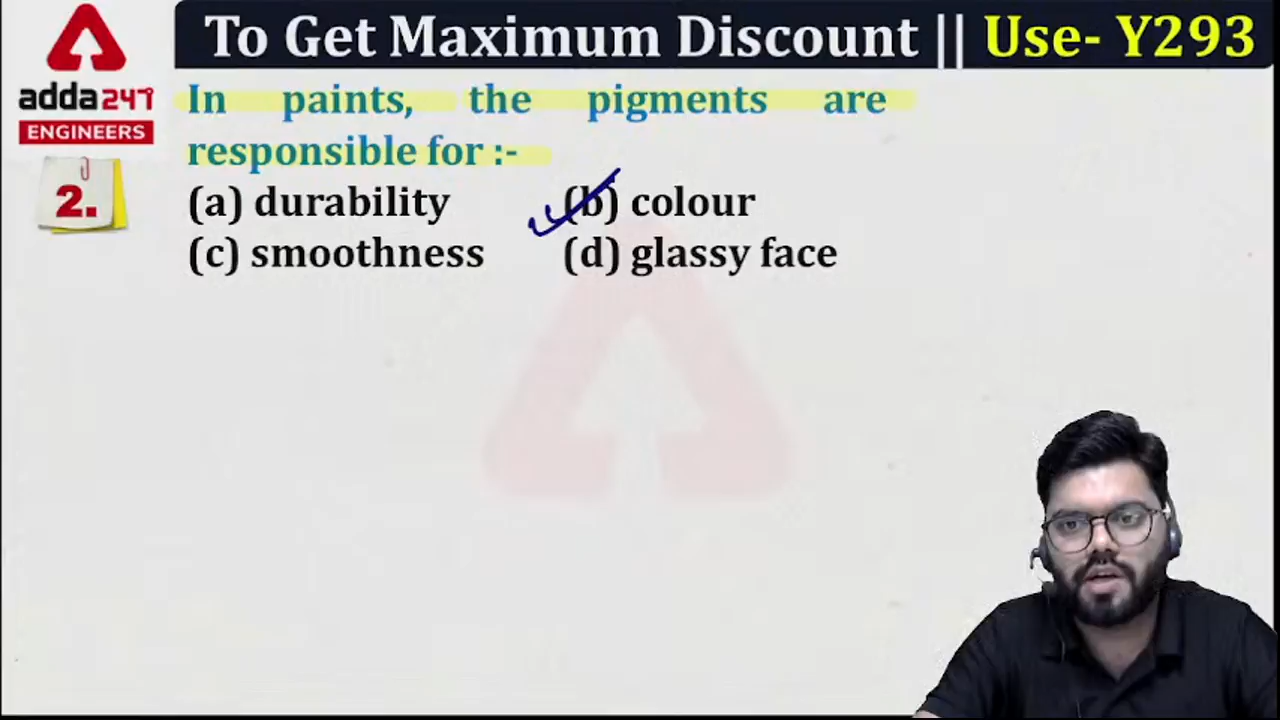 To Get Maximum Discount || Use- Y293
adda247
ENGINEERS
In paints, the pigments are
responsible for :-
2.
(a) durability (b) colour
(c) smoothness (d) glassy face